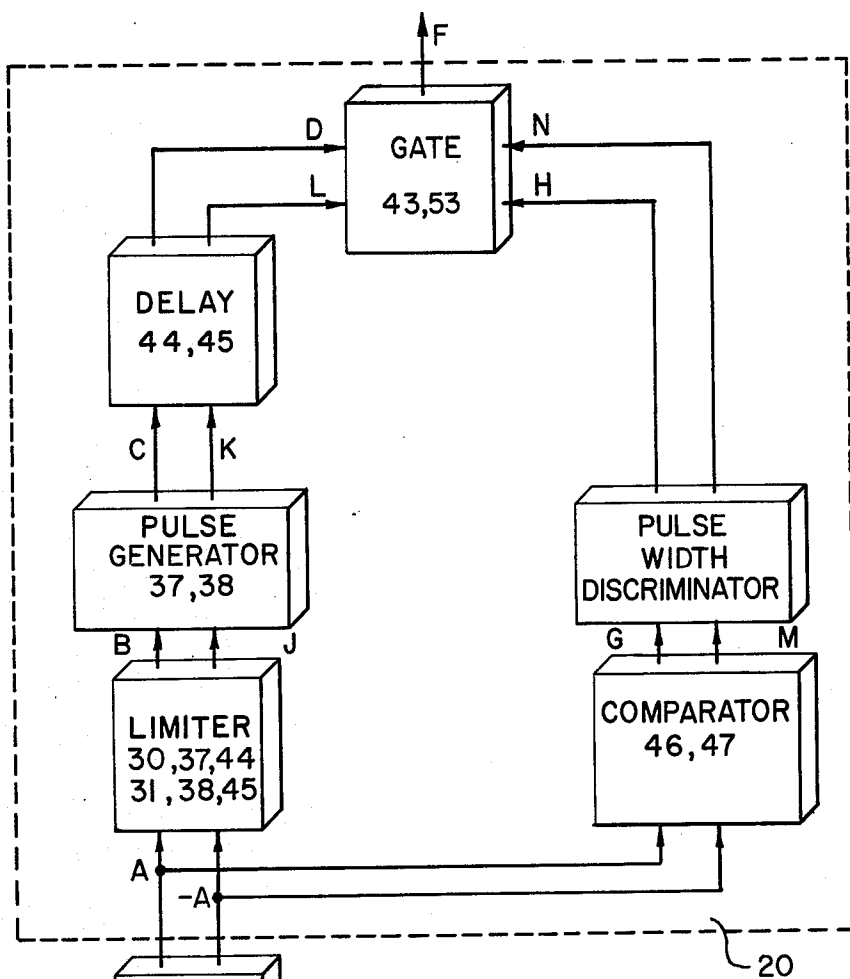 F
D
GATE
N
L
43,53
H
DELAY
44,45
C
K
PULSE
GENERATOR
37,38
PULSE
WIDTH
DISCRIMINATOR
B
J
G
M
LIMITER
30,37,44
31,38,45
COMPARATOR
46,47
A
-A
20